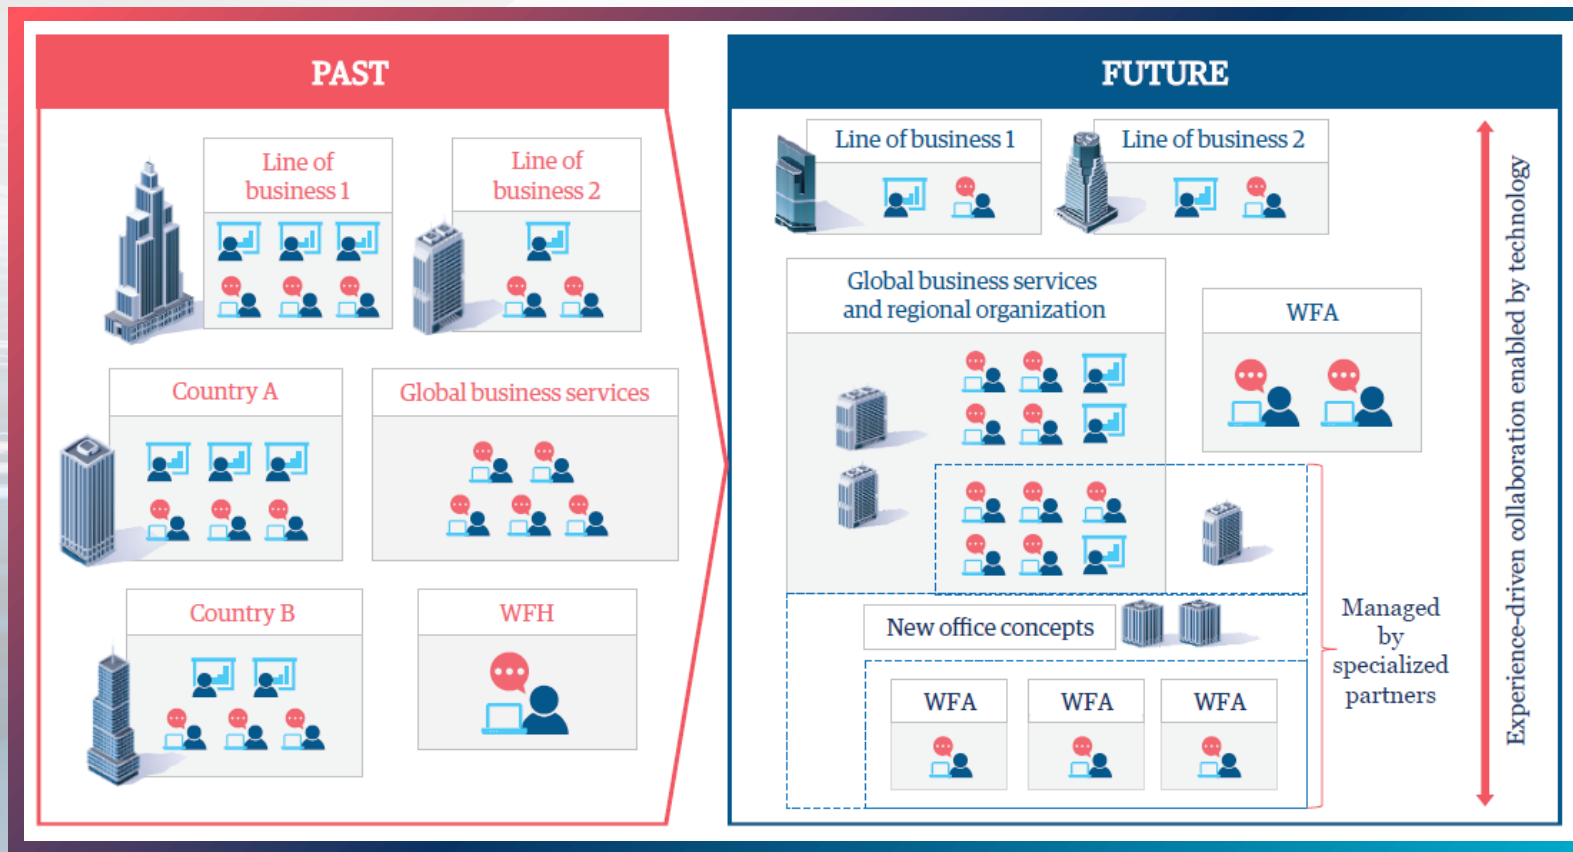 PAST
Line of
business 1
Line of
business 2
Country A
Global business services
Country B
WFH
FUTURE
Line of business 1
Line of business 2
Global business services
and regional organization
WFA
New office concepts
WFA
WFA
WFA
Managed
by
specialized
partners
Experience-driven collaboration enabled by technology